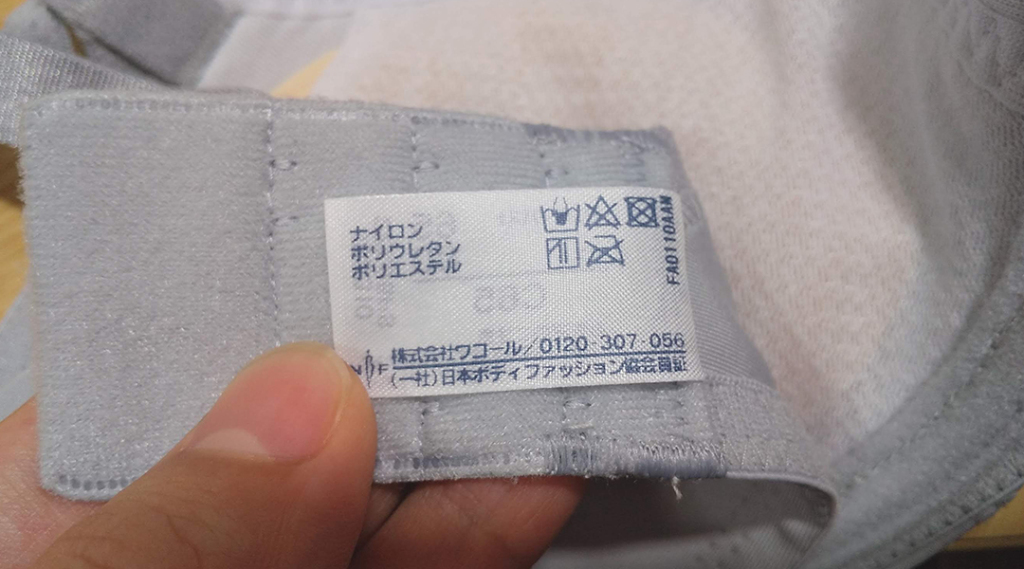 ナイロン
ポリウレタン
ポリエステル
FA0110AAM
株式会社ワコール/0120 307 056
(一社)日本ボディファッション協会員証